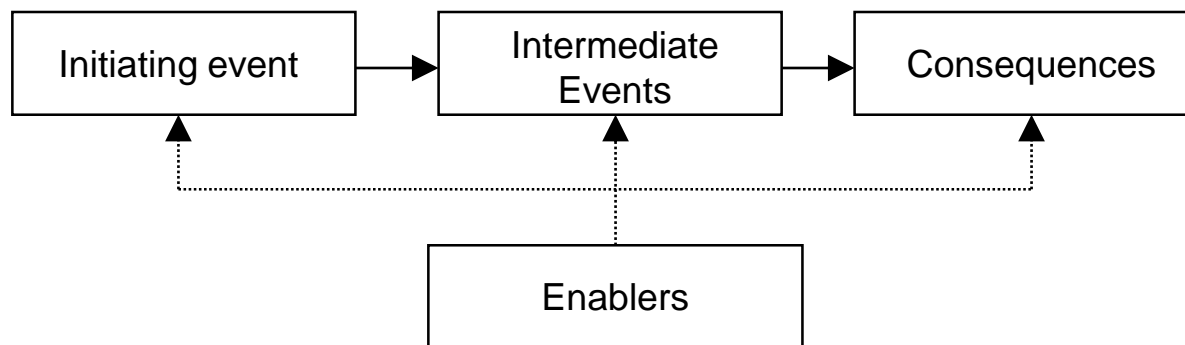 Initiating event
Intermediate
Events
Consequences
Enablers